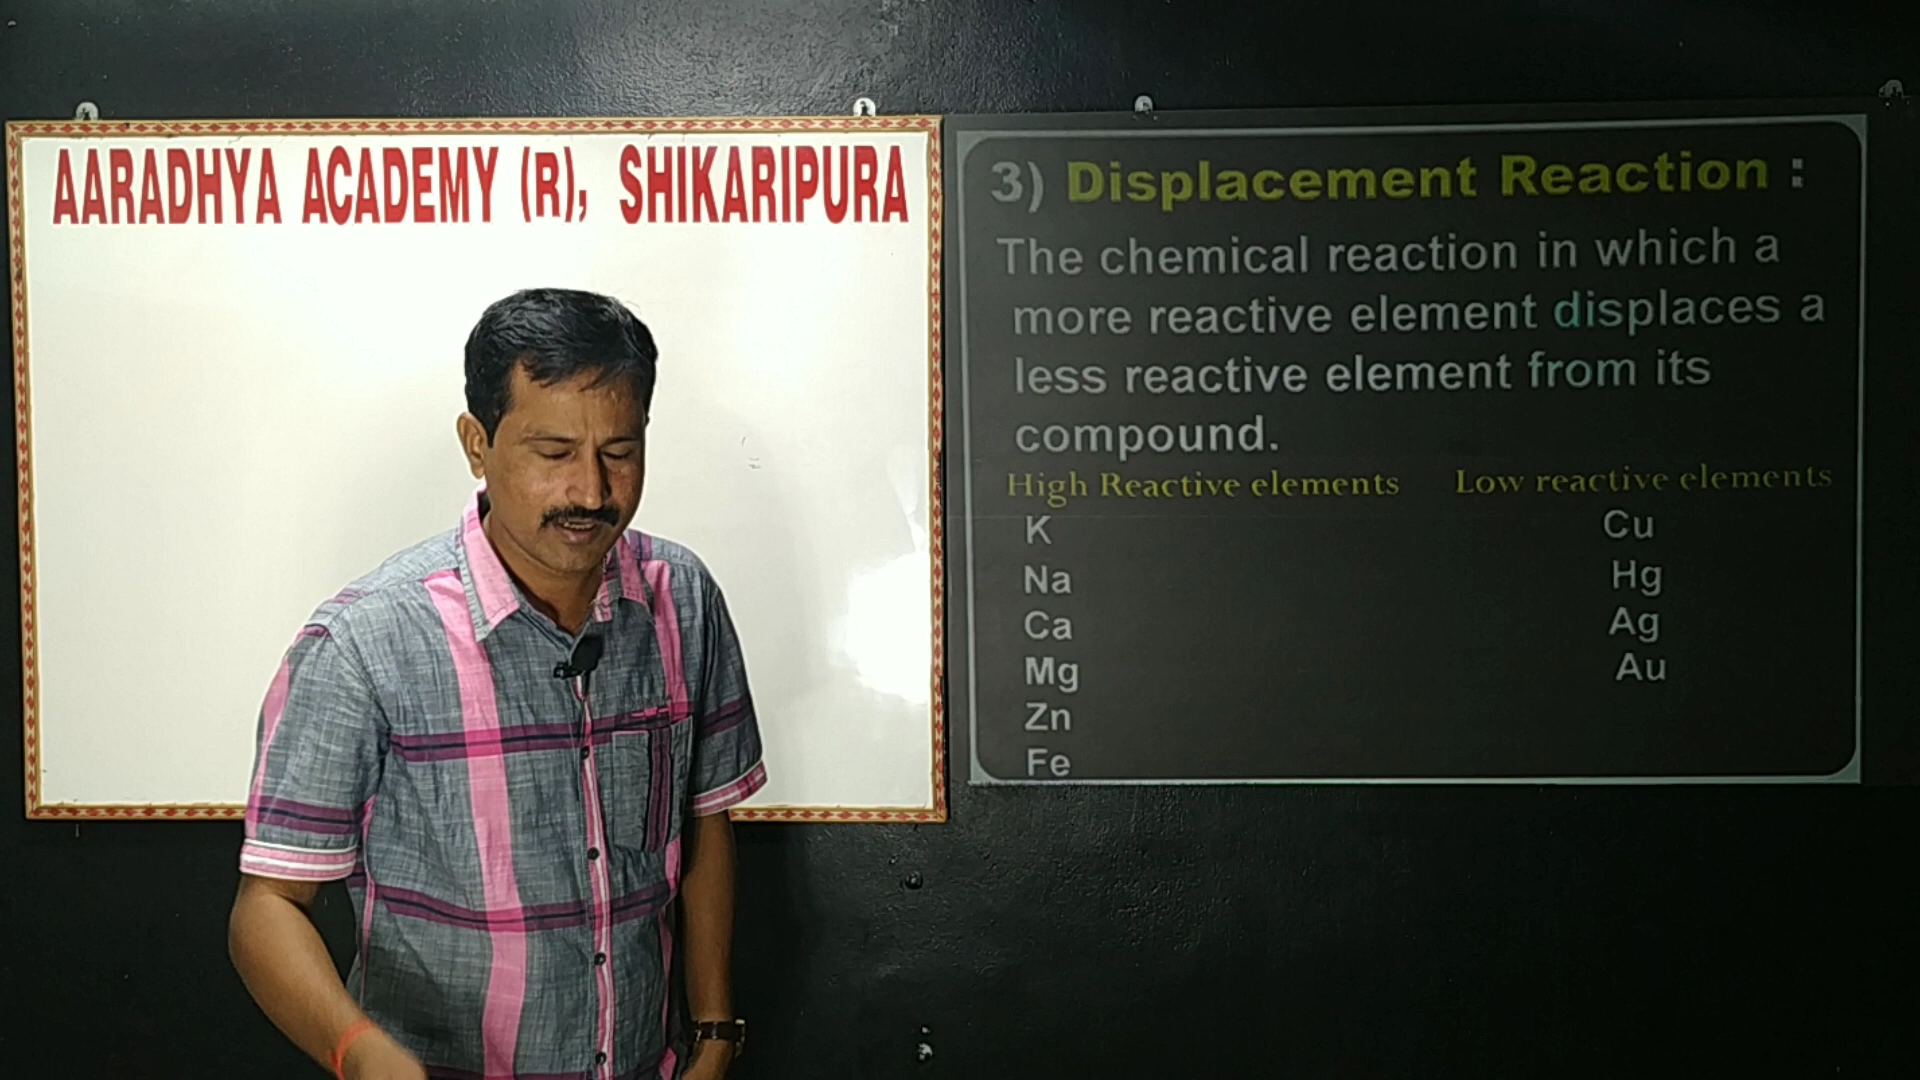 AARADHYA ACADEMY (R), SHIKARIPURA
3) Displacement Reaction :
The chemical reaction in which a
more reactive element displaces a
less reactive element from its
compound.
High Reactive elements Low reactive elements
K Cu
Na Hg
Ca Ag
Mg Au
Zn
Fe